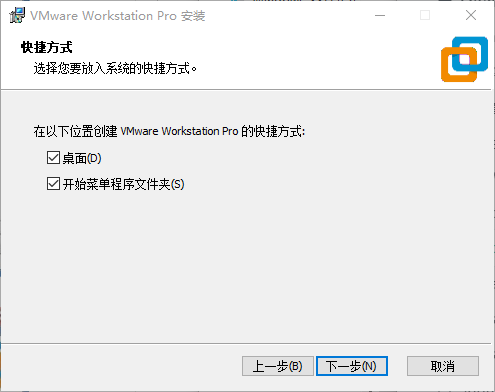 VMware Workstation Pro 安装
快捷方式
选择您要放入系统的快捷方式。
在以下位置创建 VMware Workstation Pro 的快捷方式:
桌面(D)
开始菜单程序文件夹(S)
上一步(B) 下一步(N) 取消